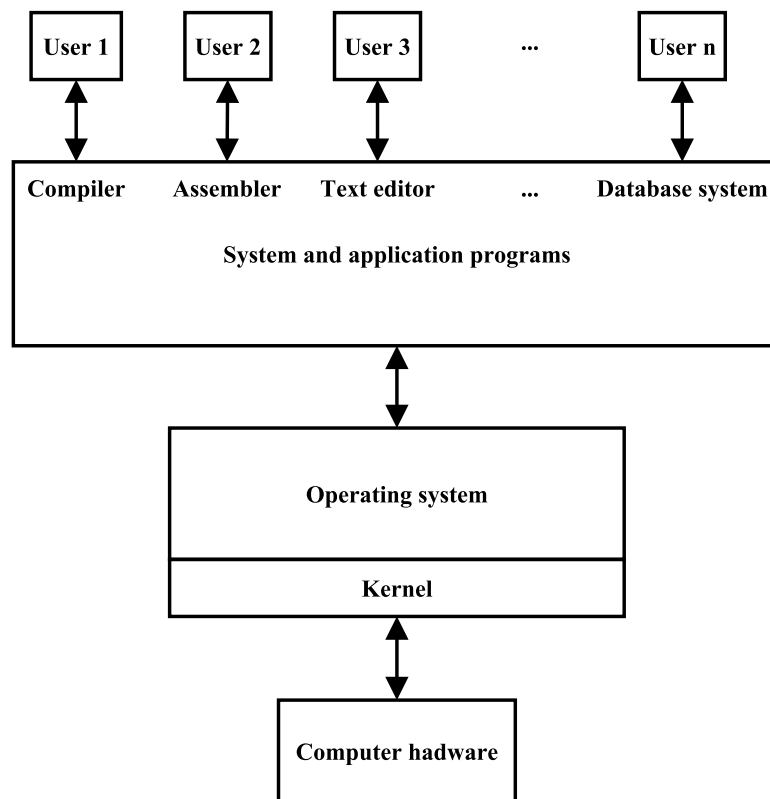 User 1 User 2 User 3 ... User n
Compiler Assembler Text editor ... Database system
System and application programs
Operating system
Kernel
Computer hadware